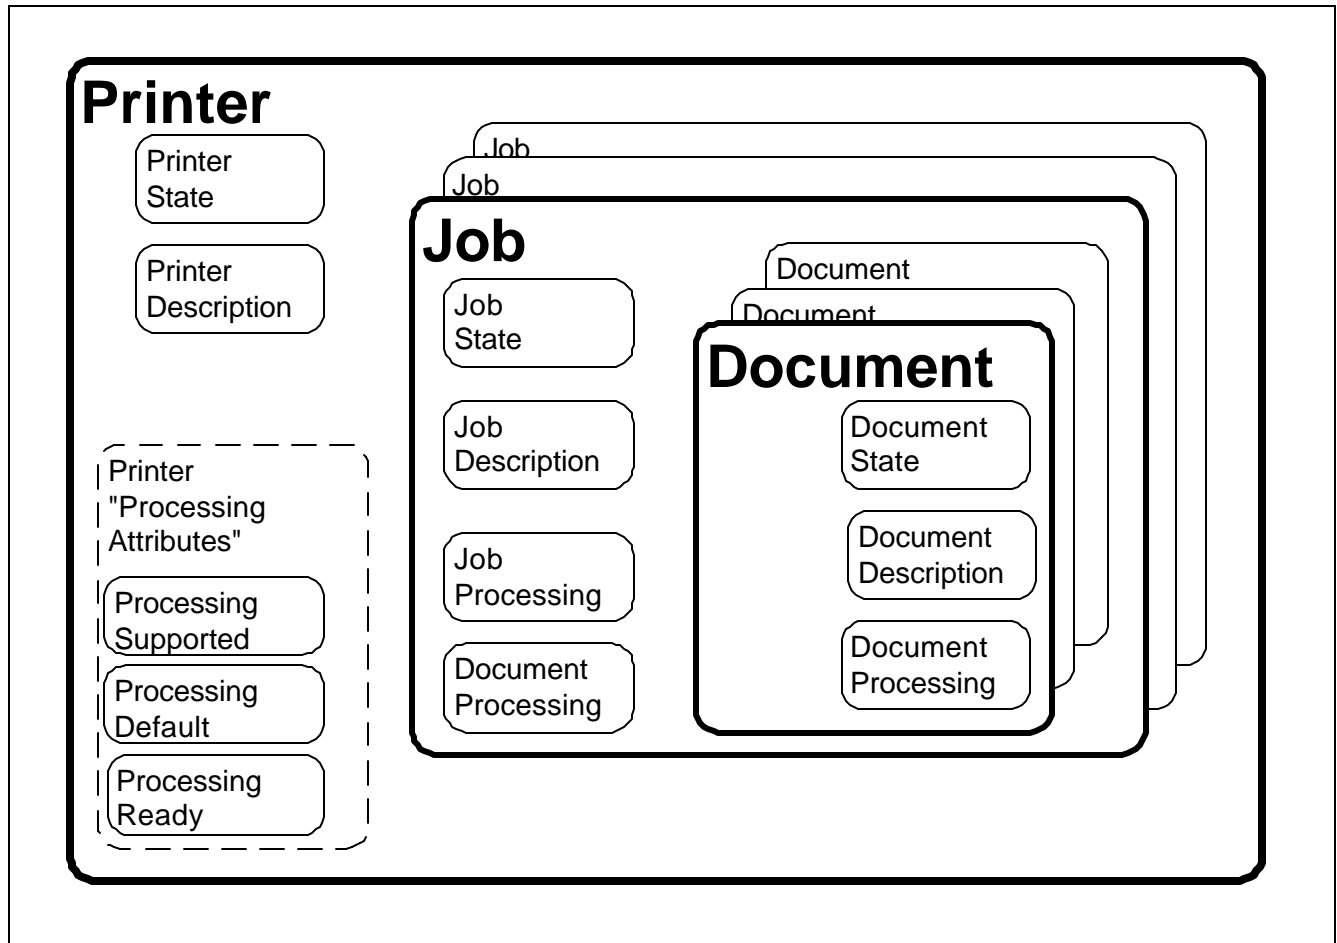 Printer
Printer
State
Printer
Description
Printer
"Processing
Attributes"
Processing
Supported
Processing
Default
Processing
Ready
Job
Job
Job
Job
State
Job
Description
Job
Processing
Document
Processing
Document
Document
Document
Document
State
Document
Description
Document
Processing